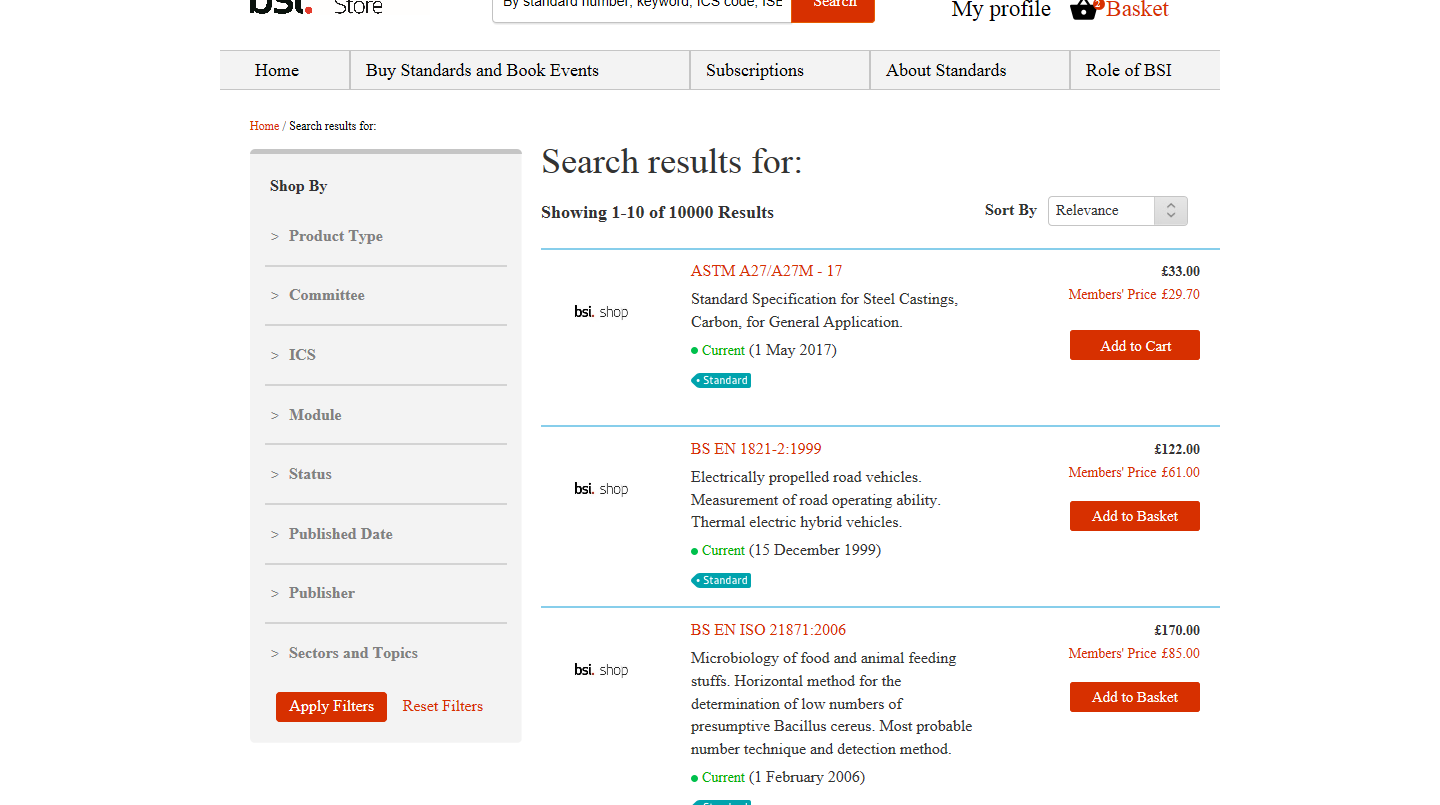 bsi. Store
By standard number, keyword, ICS code, ISB
Search
My profile
2
Basket
Home
Buy Standards and Book Events
Subscriptions
About Standards
Role of BSI
Home / Search results for:
Shop By
> Product Type
> Committee
> ICS
> Module
> Status
> Published Date
> Publisher
> Sectors and Topics
Apply Filters
Reset Filters
Search results for:
Showing 1-10 of 10000 Results
Sort By
Relevance
bsi. shop
ASTM A27/A27M - 17
Standard Specification for Steel Castings,
Carbon, for General Application.
Current (1 May 2017)
Standard
£33.00
Members' Price £29.70
Add to Cart
bsi. shop
BS EN 1821-2:1999
Electrically propelled road vehicles.
Measurement of road operating ability.
Thermal electric hybrid vehicles.
Current (15 December 1999)
Standard
£122.00
Members' Price £61.00
Add to Basket
bsi. shop
BS EN ISO 21871:2006
Microbiology of food and animal feeding
stuffs. Horizontal method for the
determination of low numbers of
presumptive Bacillus cereus. Most probable
number technique and detection method.
Current (1 February 2006)
Standard
£170.00
Members' Price £85.00
Add to Basket